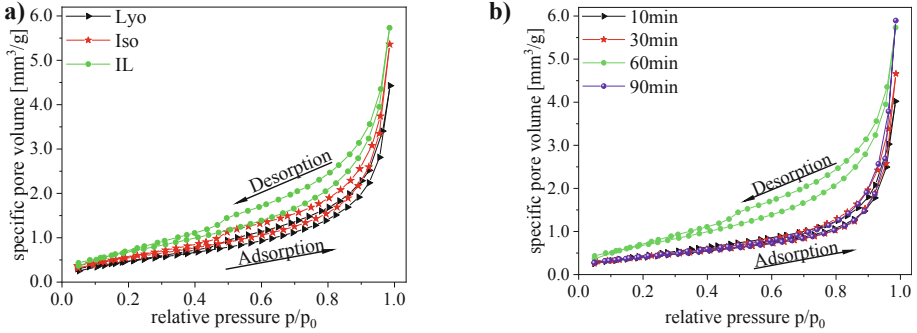 a)
specific pore volume [mm³/g]
6.0
5.0
4.0
3.0
2.0
1.0
0.0
Lyo
Iso
IL
Desorption
Adsorption
0.0 0.2 0.4 0.6 0.8 1.0
relative pressure p/p₀
b)
specific pore volume [mm³/g]
6.0
5.0
4.0
3.0
2.0
1.0
0.0
10min
30min
60min
90min
Desorption
Adsorption
0.0 0.2 0.4 0.6 0.8 1.0
relative pressure p/p₀